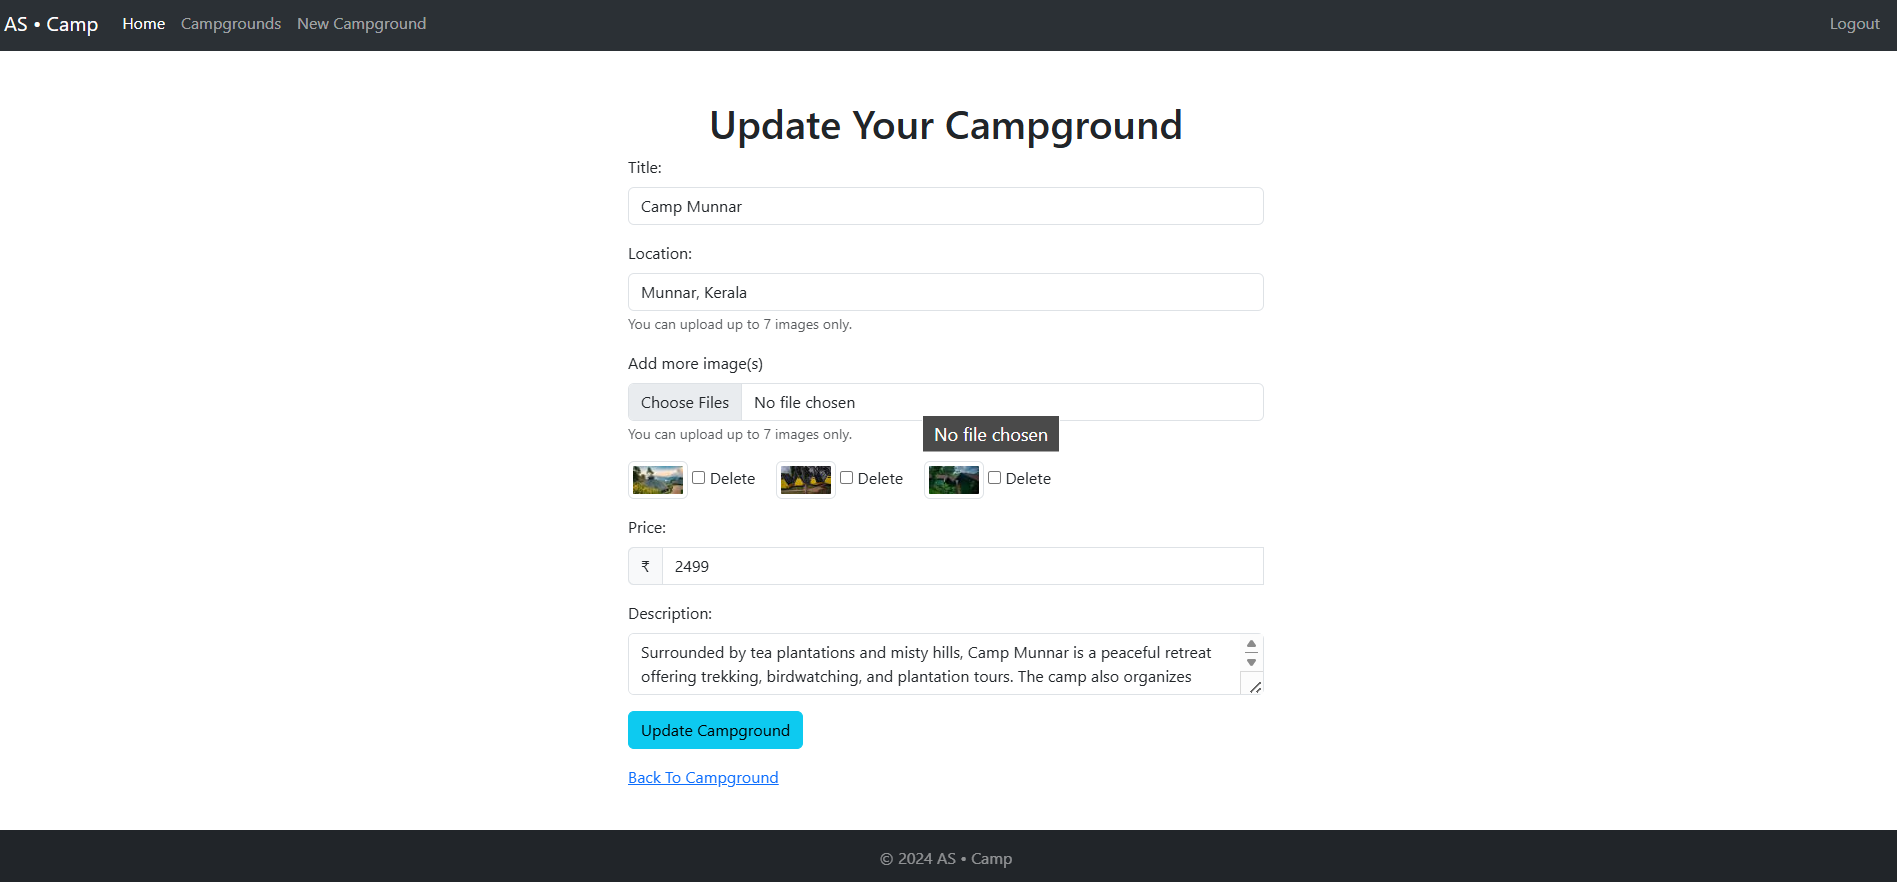 AS • Camp Home Campgrounds New Campground Logout
Update Your Campground
Title:
Camp Munnar
Location:
Munnar, Kerala
You can upload up to 7 images only.
Add more image(s)
Choose Files No file chosen
You can upload up to 7 images only.
No file chosen
Delete Delete Delete
Price:
₹ 2499
Description:
Surrounded by tea plantations and misty hills, Camp Munnar is a peaceful retreat
offering trekking, birdwatching, and plantation tours. The camp also organizes
Update Campground
Back To Campground
© 2024 AS • Camp